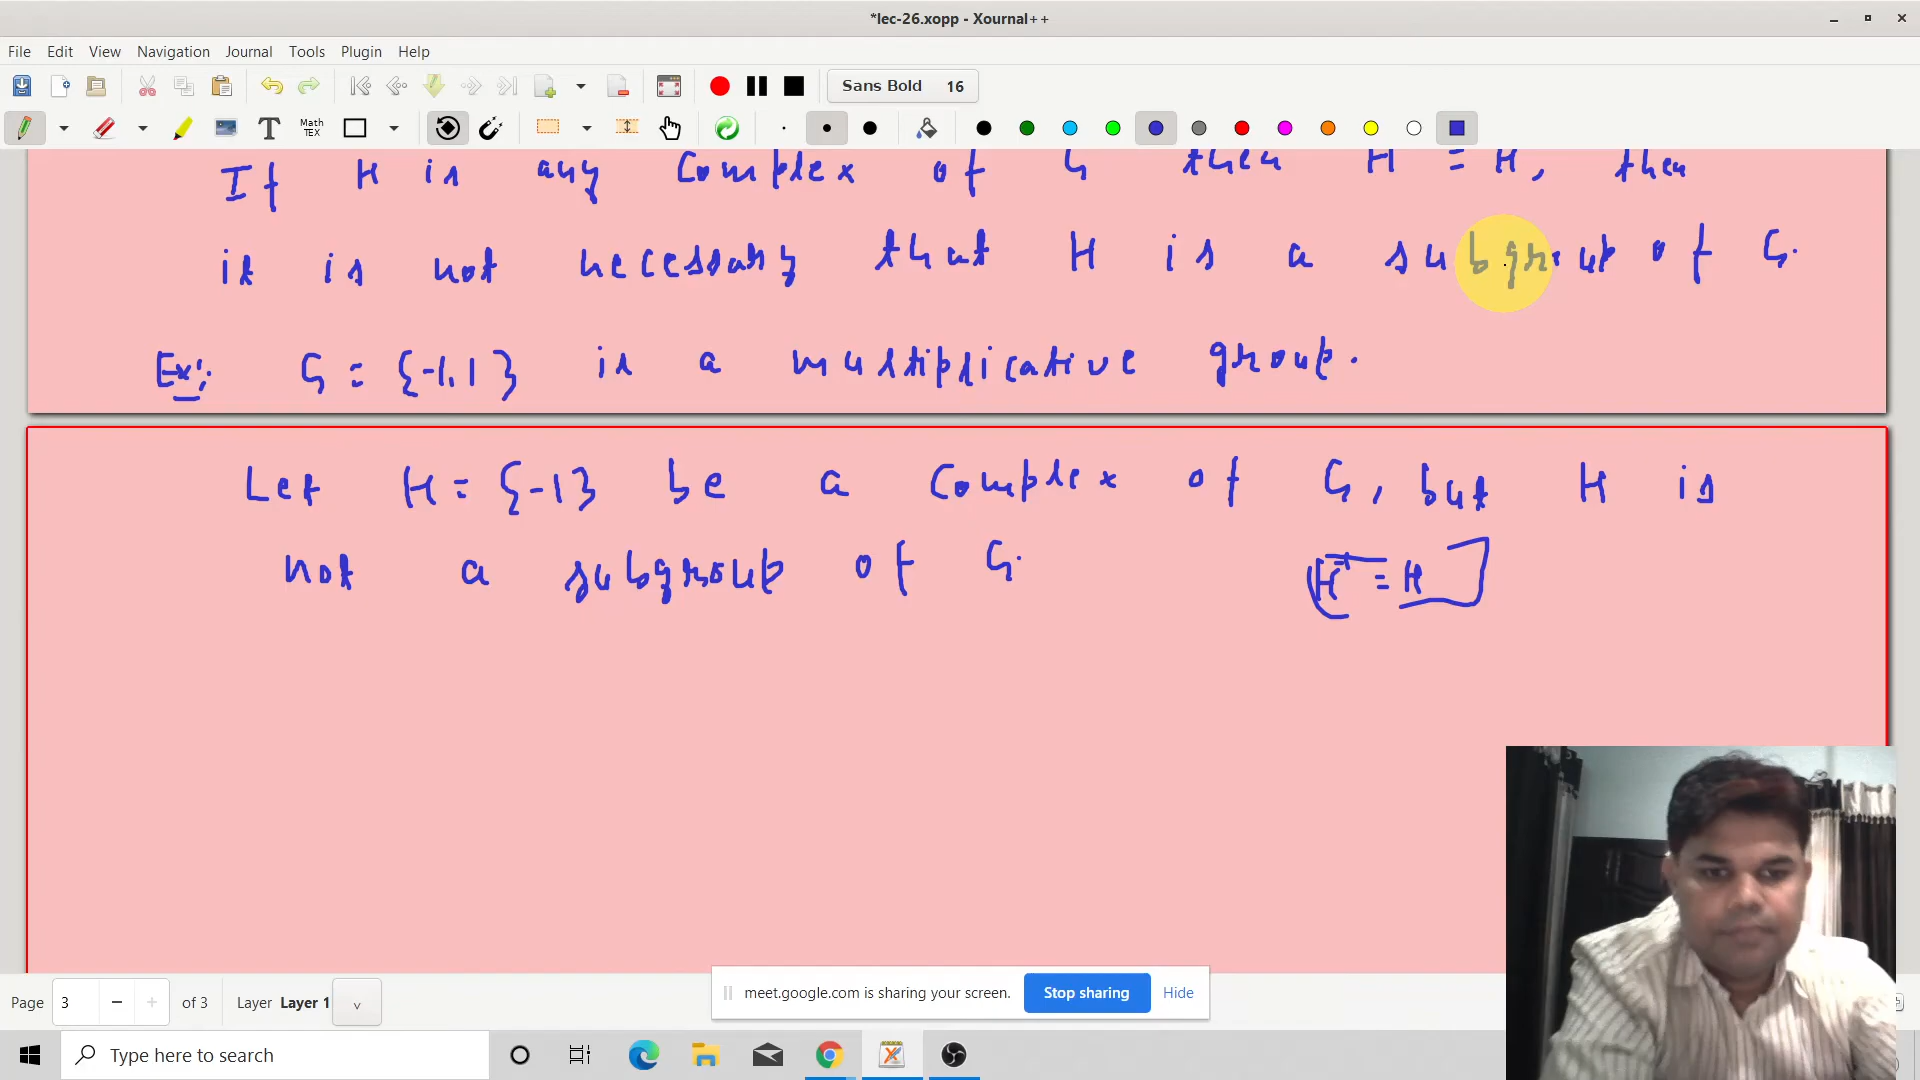 *lec-26.xopp - Xournal++
File Edit View Navigation Journal Tools Plugin Help
Sans Bold 16
Math TEX
If H is any Complex of G then H = H, then
it is not necessary that H is a subgroup of G.
Ex: G = {-1, 1} is a multiplicative group.
Let H = {-1} be a Complex of G, but H is
not a subgroup of G. H⁻¹ = H
Page 3 of 3 Layer Layer 1
meet.google.com is sharing your screen. Stop sharing Hide
Type here to search